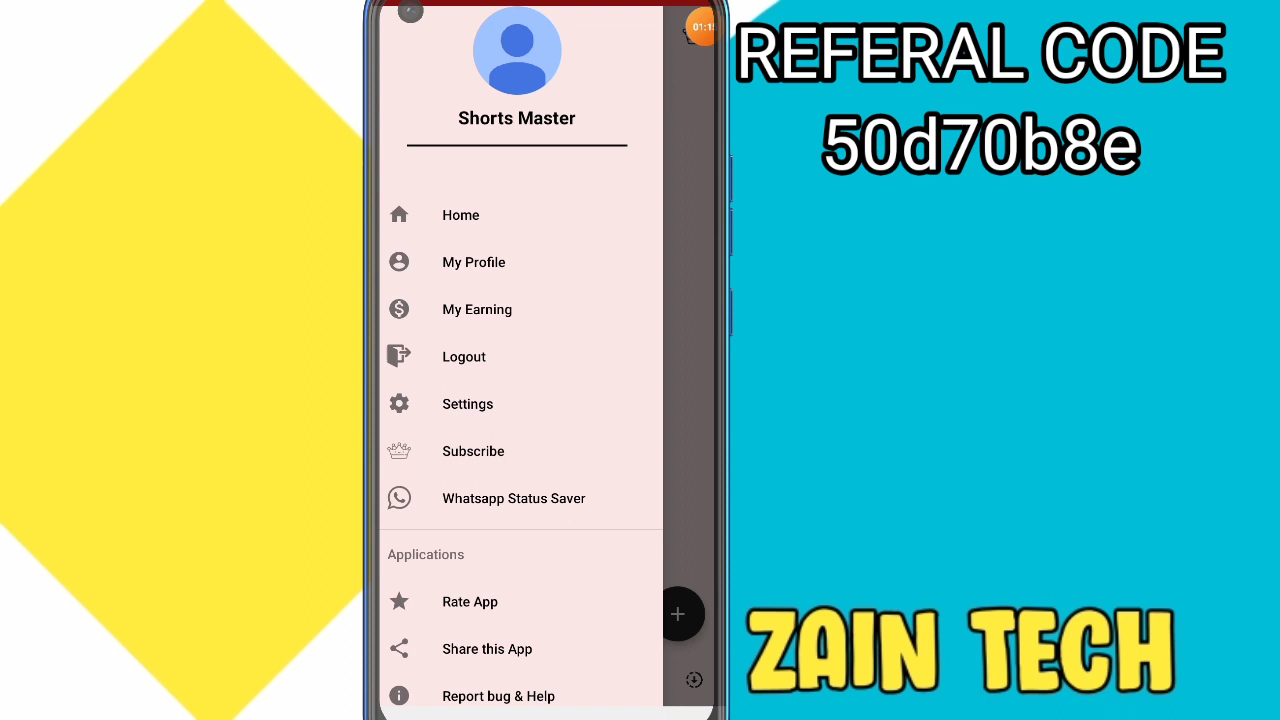 REFERAL CODE
50d70b8e
Shorts Master
Home
My Profile
My Earning
Logout
Settings
Subscribe
Whatsapp Status Saver
Applications
Rate App
Share this App
Report bug & Help
ZAIN TECH